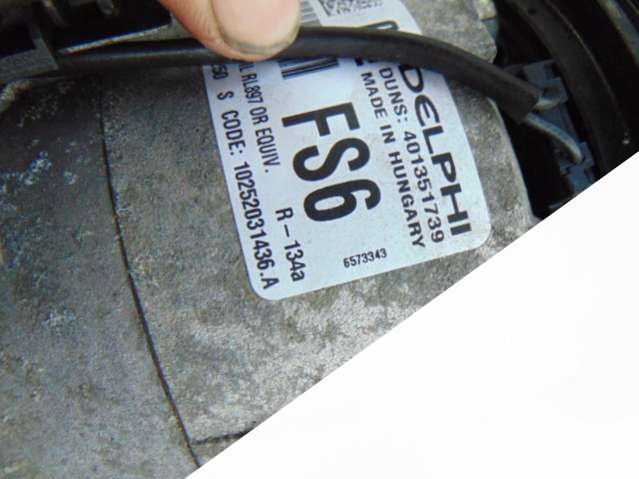 DELPHI
DUNS: 401351739
MADE IN HUNGARY
FS6
6573343
R-134a
RL897 OR EQUIV.
S CODE: 10252031436.A